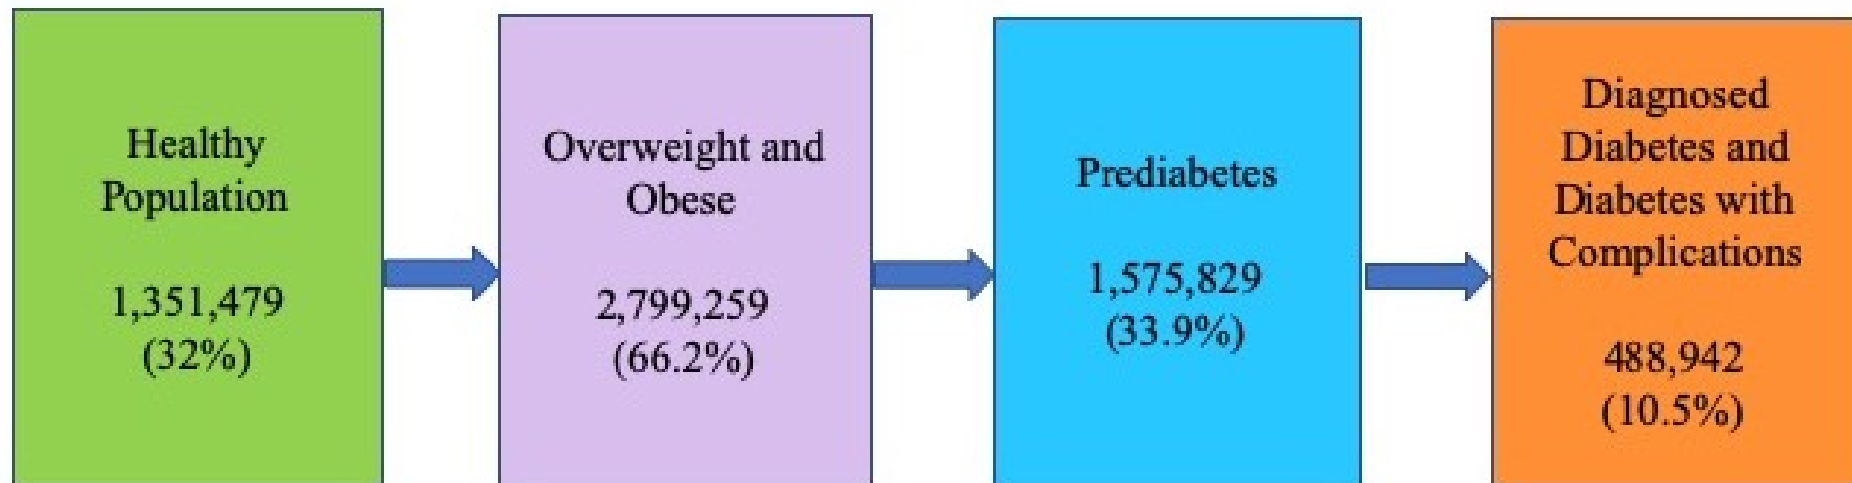 Healthy
Population
1,351,479
(32%)
Overweight and
Obese
2,799,259
(66.2%)
Prediabetes
1,575,829
(33.9%)
Diagnosed
Diabetes and
Diabetes with
Complications
488,942
(10.5%)